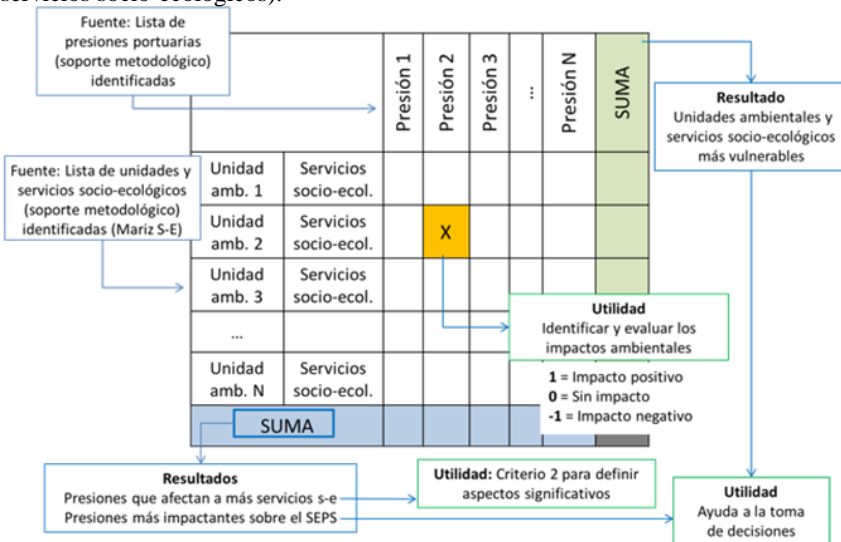 servicios socio-ecológicos).
Fuente: Lista de
presiones portuarias
(soporte metodológico)
identificadas
Presión 1
Presión 2
Presión 3
...
Presión N
SUMA
Resultado
Unidades ambientales y
servicios socio-ecológicos
más vulnerables
Fuente: Lista de unidades y
servicios socio-ecológicos
(soporte metodológico)
identificadas (Mariz S-E)
Unidad
amb. 1
Servicios
socio-ecol.
Unidad
amb. 2
Servicios
socio-ecol.
X
Unidad
amb. 3
Servicios
socio-ecol.
...
Unidad
amb. N
Servicios
socio-ecol.
SUMA
Utilidad
Identificar y evaluar los
impactos ambientales
1 = Impacto positivo
0 = Sin impacto
-1 = Impacto negativo
Resultados
Presiones que afectan a más servicios s-e
Presiones más impactantes sobre el SEPS
Utilidad: Criterio 2 para definir
aspectos significativos
Utilidad
Ayuda a la toma
de decisiones